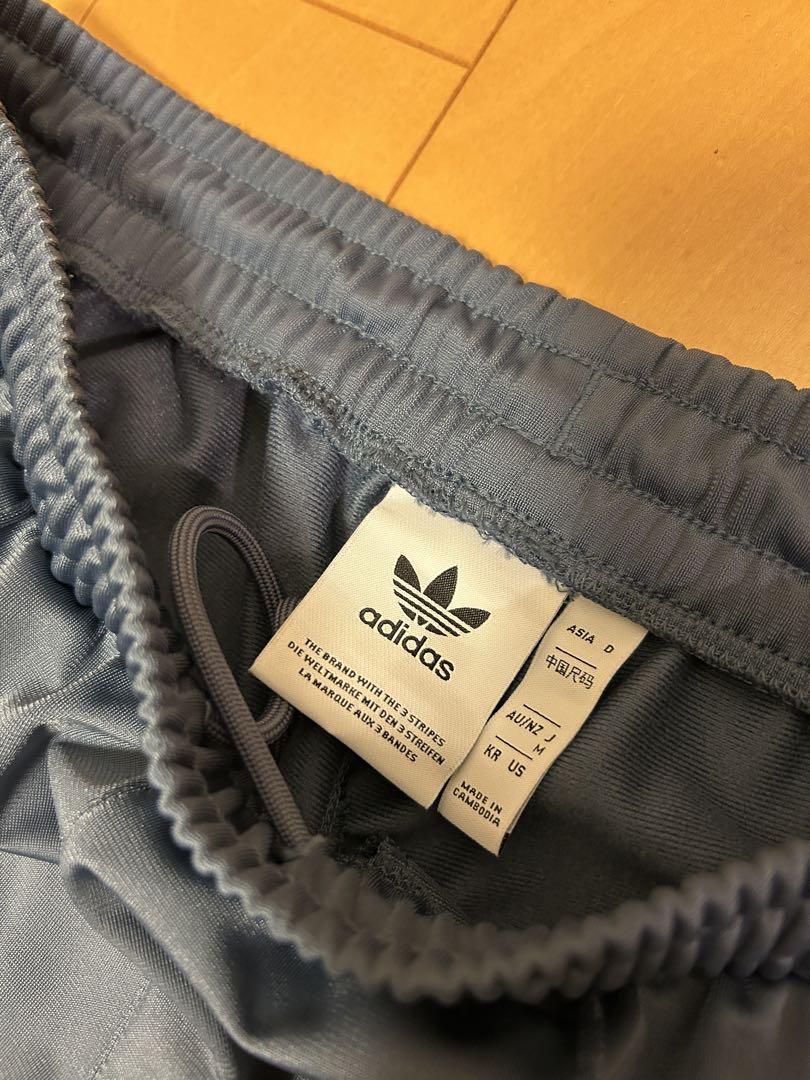 adidas
THE BRAND WITH THE 3 STRIPES
DIE WELTMARKE MIT DEN 3 STREIFEN
LA MARQUE AUX 3 BANDES
ASIA D
中国尺码
AU/NZ J
M
KR US
MADE IN
CAMBODIA